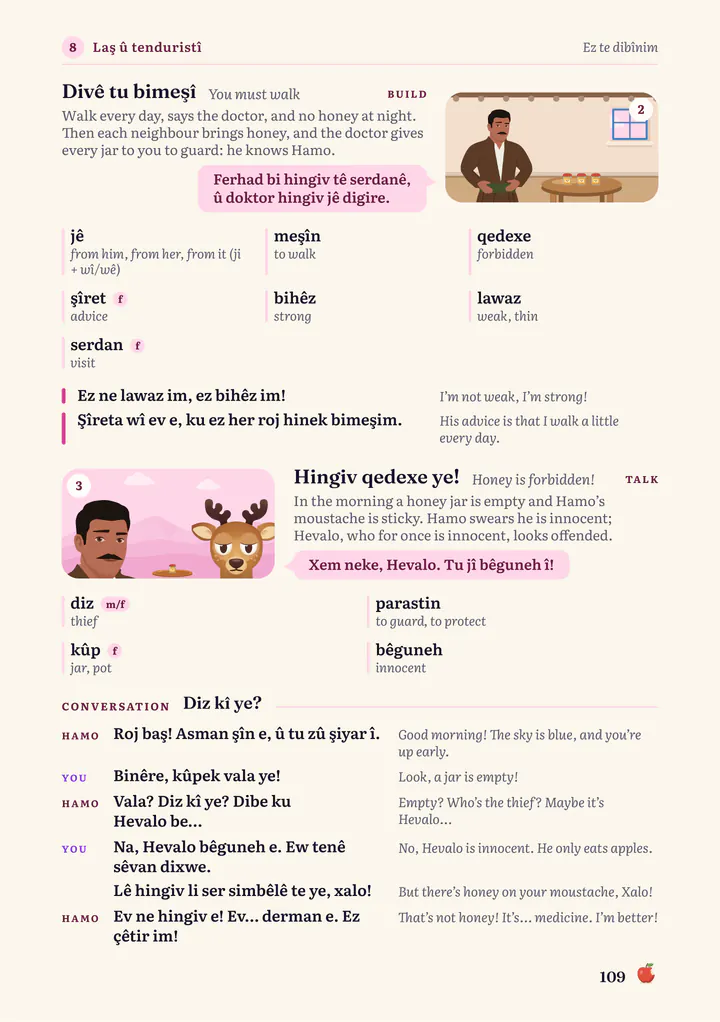 8 Laş û tenduristî
Ez te dibînim
Divê tu bimeşî You must walk BUILD
Walk every day, says the doctor, and no honey at night.
Then each neighbour brings honey, and the doctor gives
every jar to you to guard: he knows Hamo.
2
Ferhad bi hingiv tê serdanê,
û doktor hingiv jê digire.
jê
from him, from her, from it (ji
+ wî/wê)
meşîn
to walk
qedexe
forbidden
şîret f
advice
bihêz
strong
lawaz
weak, thin
serdan f
visit
Ez ne lawaz im, ez bihêz im!
I'm not weak, I'm strong!
Şîreta wî ev e, ku ez her roj hinek bimeşim.
His advice is that I walk a little
every day.
3
Hingiv qedexe ye! Honey is forbidden! TALK
In the morning a honey jar is empty and Hamo's
moustache is sticky. Hamo swears he is innocent;
Hevalo, who for once is innocent, looks offended.
Xem neke, Hevalo. Tu jî bêguneh î!
diz m/f
thief
parastin
to guard, to protect
kûp f
jar, pot
bêguneh
innocent
CONVERSATION Diz kî ye?
HAMO Roj baş! Asman şîn e, û tu zû şiyar î.
Good morning! The sky is blue, and you're
up early.
YOU Binêre, kûpek vala ye!
Look, a jar is empty!
HAMO Vala? Diz kî ye? Dibe ku
Hevalo be…
Empty? Who's the thief? Maybe it's
Hevalo…
YOU Na, Hevalo bêguneh e. Ew tenê
sêvan dixwe.
No, Hevalo is innocent. He only eats apples.
Lê hingiv li ser simbêlê te ye, xalo!
But there's honey on your moustache, Xalo!
HAMO Ev ne hingiv e! Ev… derman e. Ez
çêtir im!
That's not honey! It's… medicine. I'm better!
109